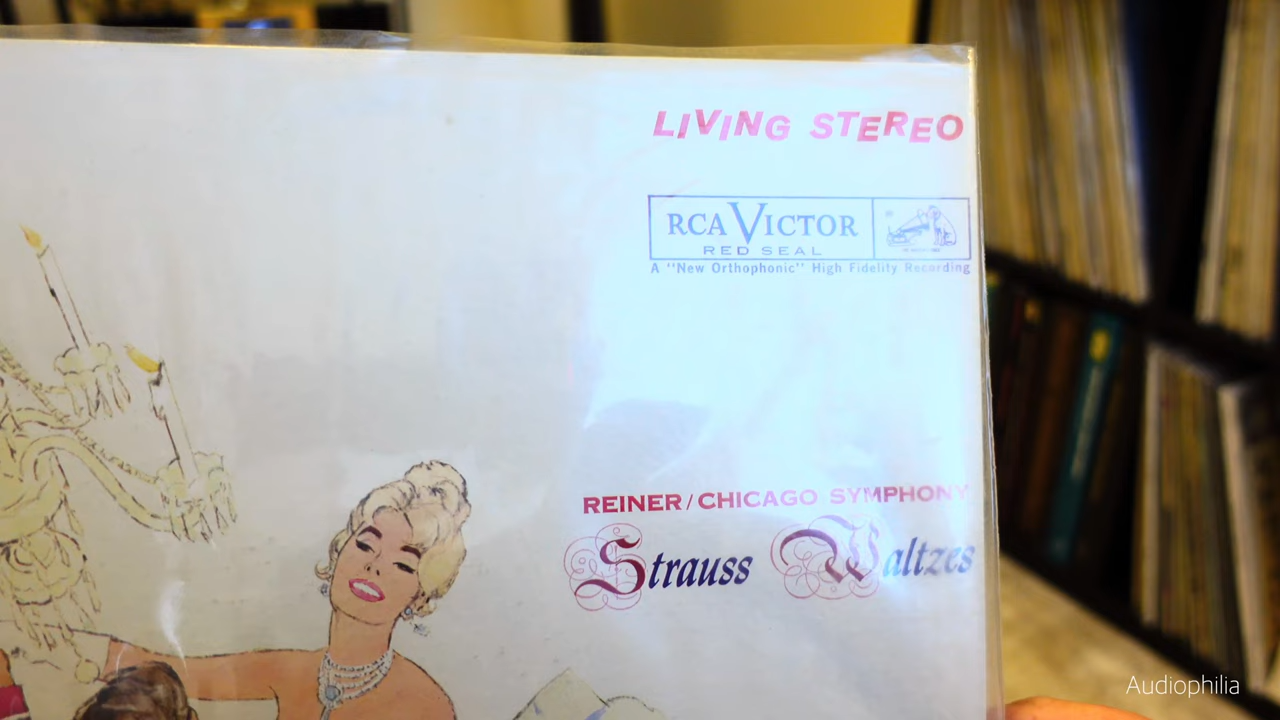 LIVING STEREO
RCA VICTOR
RED SEAL
A "New Orthophonic" High Fidelity Recording
REINER/CHICAGO SYMPHONY
Strauss Waltzes
Audiophilia